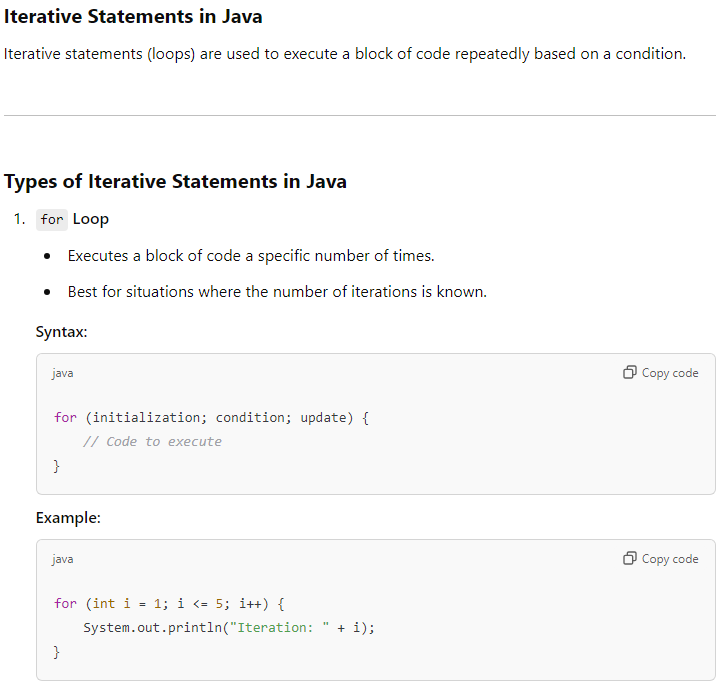 Iterative Statements in Java
Iterative statements (loops) are used to execute a block of code repeatedly based on a condition.
Types of Iterative Statements in Java
1. for Loop
• Executes a block of code a specific number of times.
• Best for situations where the number of iterations is known.
Syntax:
java Copy code
for (initialization; condition; update) {
    // Code to execute
}
Example:
java Copy code
for (int i = 1; i <= 5; i++) {
    System.out.println("Iteration: " + i);
}